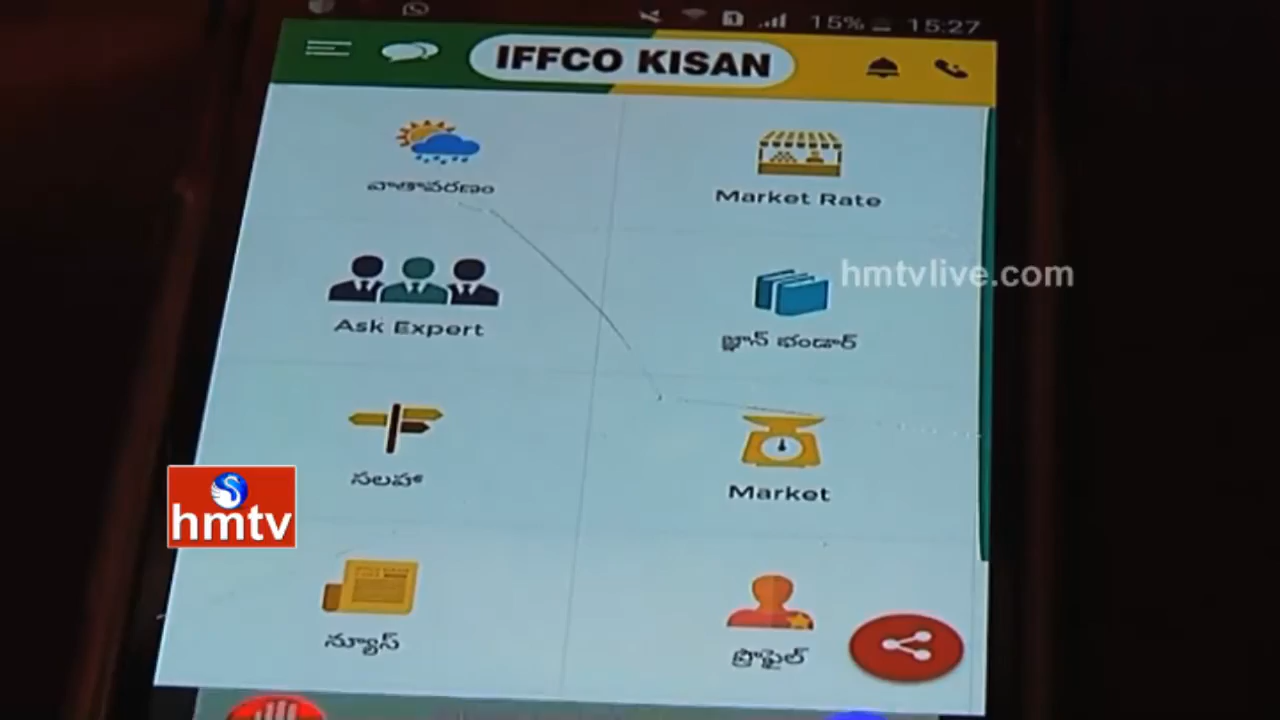 15% 15:27
IFFCO KISAN
వాతావరణం
Market Rate
hmtvlive.com
Ask Expert
జ్ఞాన్ భండార్
సలహా
Market
hmtv
న్యూస్
ప్రొఫైల్